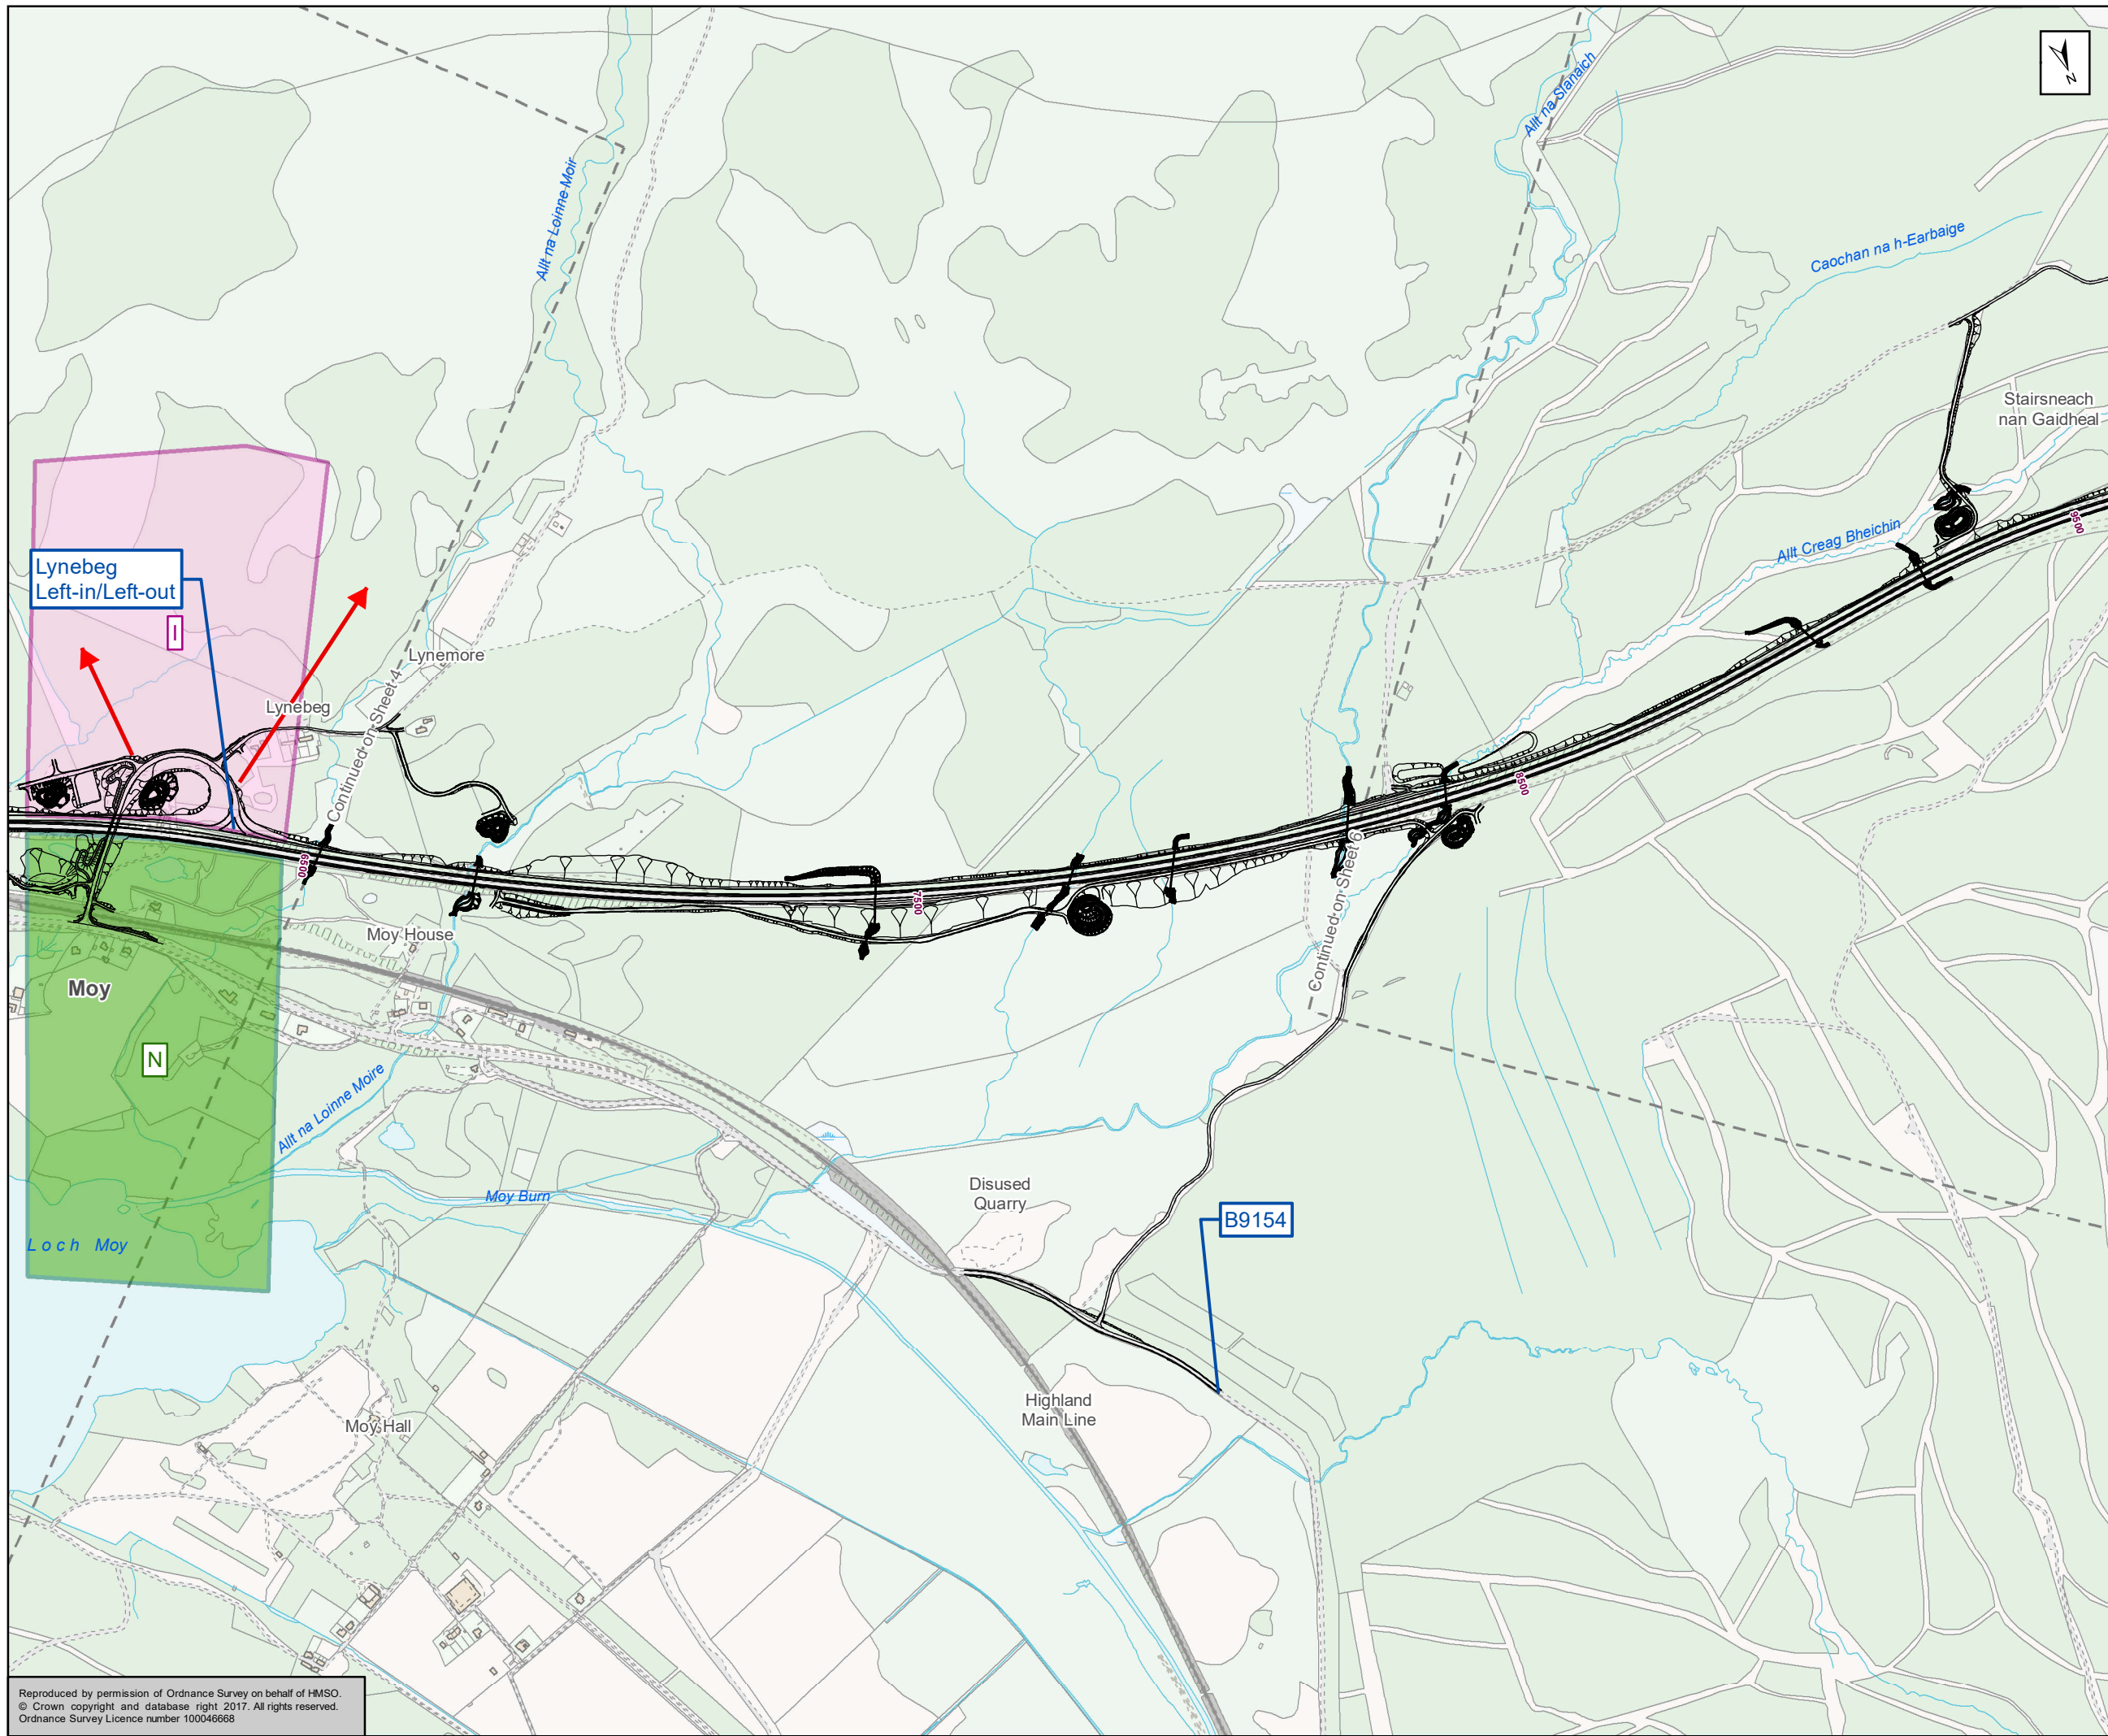 N
Allt na Slanaich
Allt na Loinne Moir
Caochan na h-Earbaige
Stairsneach
nan Gaidheal
9500
Allt Creag Bheichin
Lynebeg
Left-in/Left-out
I
Lynemore
Lynebeg
Continued on Sheet 4
8500
6500
7500
Continued on Sheet 6
Moy House
Moy
N
Allt na Loinne Moire
Moy Burn
Disused
Quarry
B9154
Loch Moy
Highland
Main Line
Moy Hall
Reproduced by permission of Ordnance Survey on behalf of HMSO.
© Crown copyright and database right 2017. All rights reserved.
Ordnance Survey Licence number 100046668